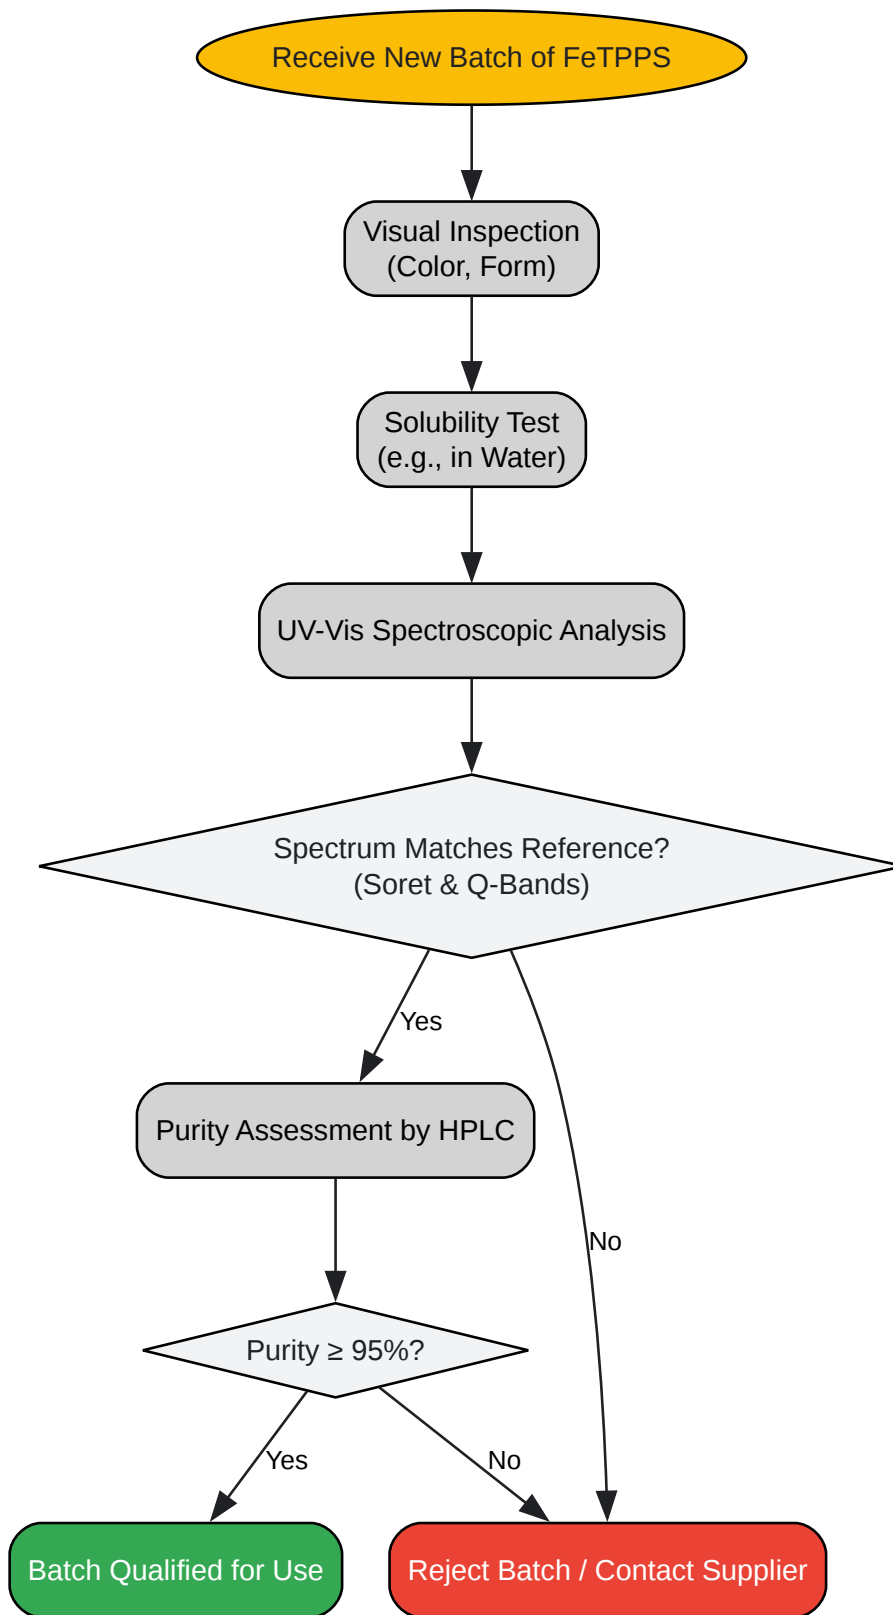 Receive New Batch of FeTPPS
Visual Inspection
(Color, Form)
Solubility Test
(e.g., in Water)
UV-Vis Spectroscopic Analysis
Spectrum Matches Reference?
(Soret & Q-Bands)
Yes
Purity Assessment by HPLC
No
Purity ≥ 95%?
Yes
No
Batch Qualified for Use
Reject Batch / Contact Supplier